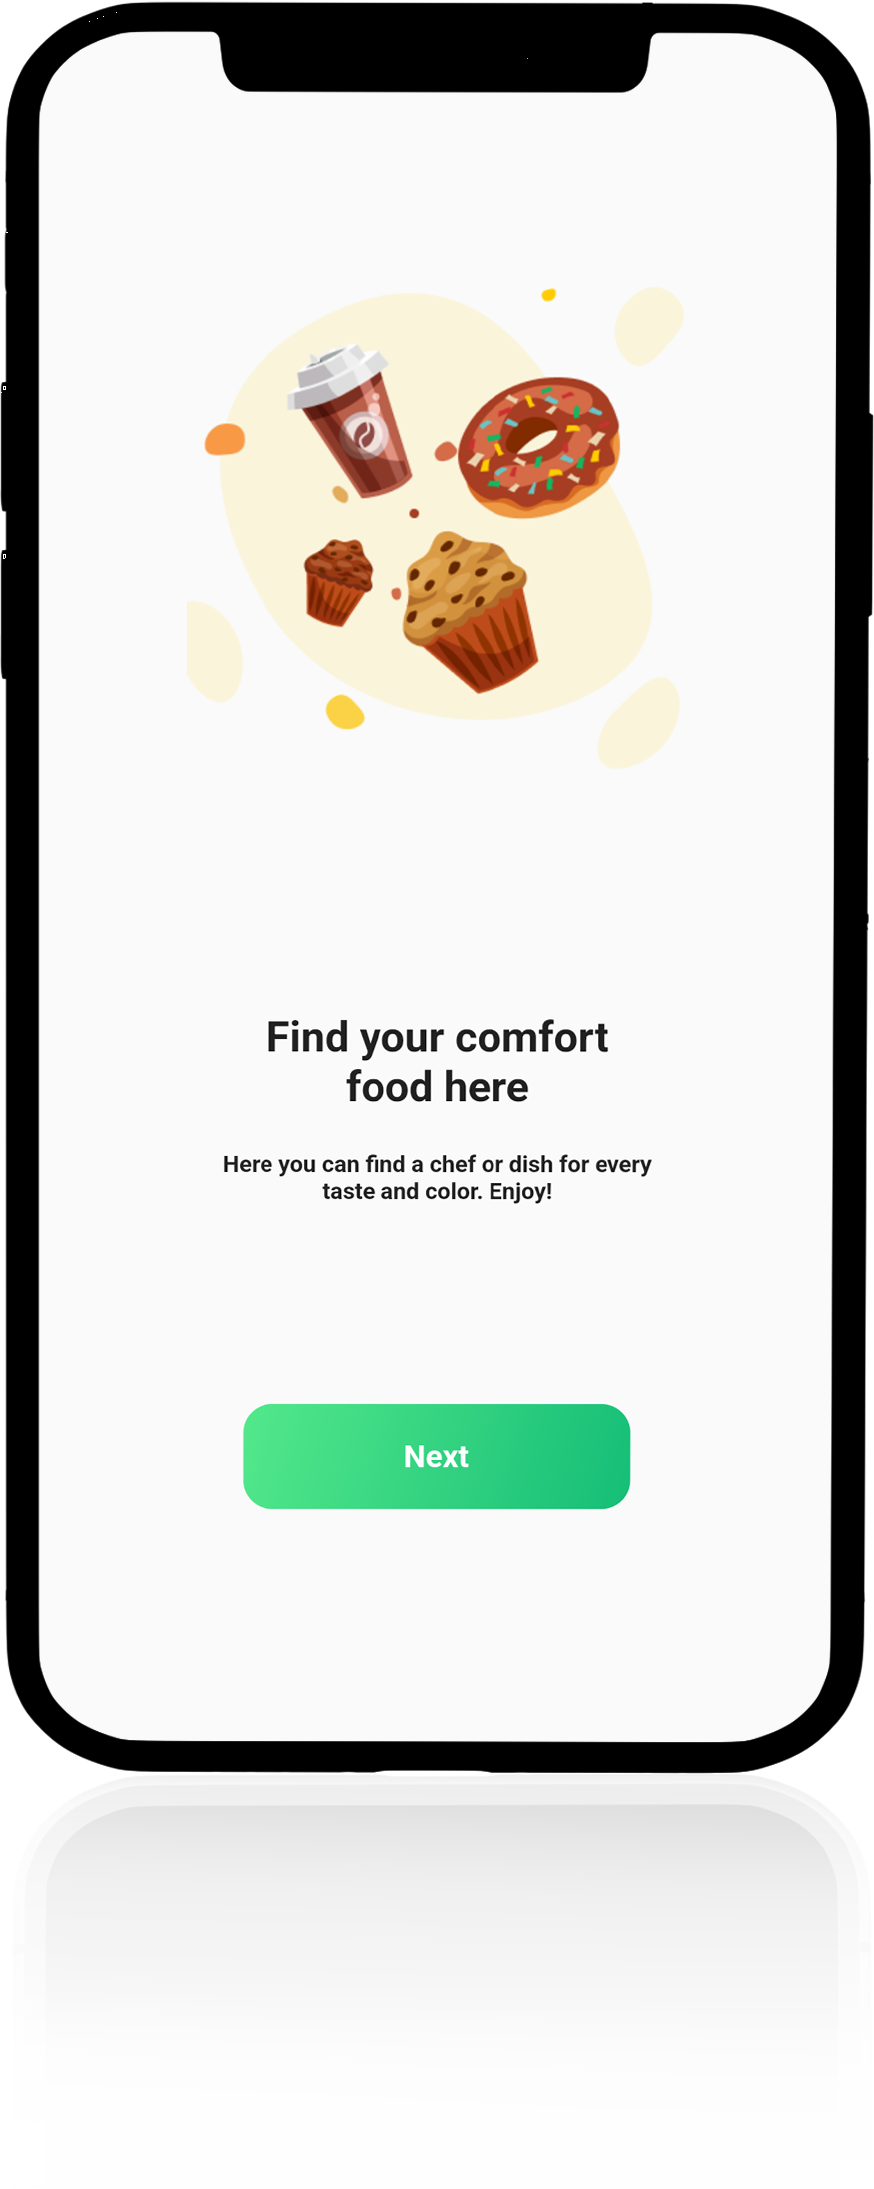 Find your comfort
food here
Here you can find a chef or dish for every
taste and color. Enjoy!
Next